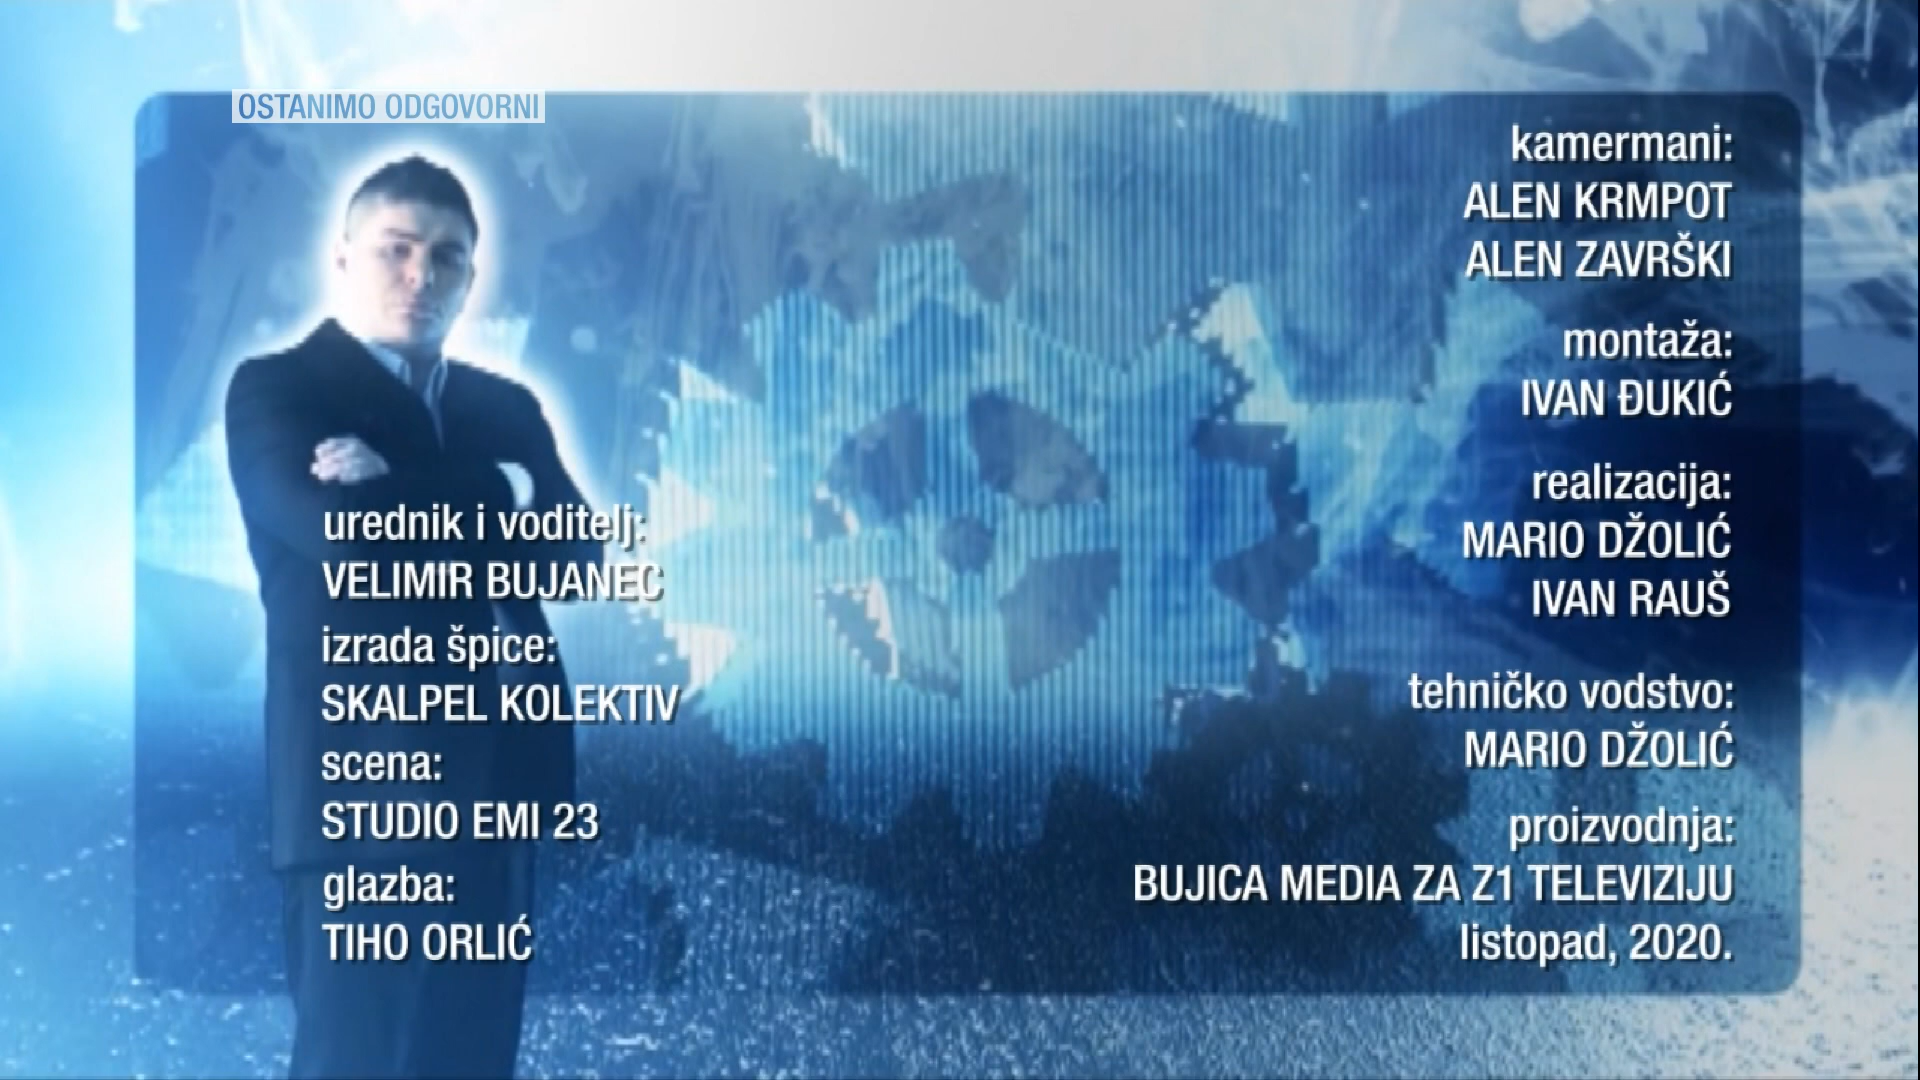 OSTANIMO ODGOVORNI
urednik i voditelj:
VELIMIR BUJANEC
izrada špice:
SKALPEL KOLEKTIV
scena:
STUDIO EMI 23
glazba:
TIHO ORLIĆ
kamermani:
ALEN KRMPOT
ALEN ZAVRŠKI
montaža:
IVAN ĐUKIĆ
realizacija:
MARIO DŽOLIĆ
IVAN RAUŠ
tehničko vodstvo:
MARIO DŽOLIĆ
proizvodnja:
BUJICA MEDIA ZA Z1 TELEVIZIJU
listopad, 2020.